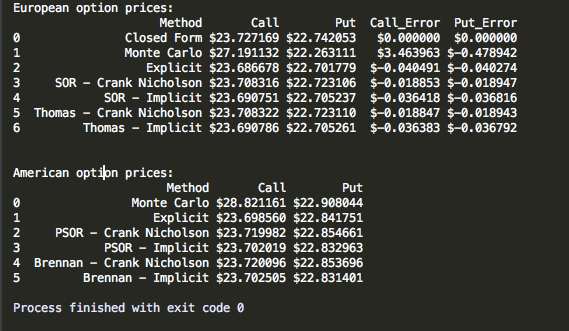 European option prices:
Method Call Put Call_Error Put_Error
0 Closed Form $23.727169 $22.742053 $0.000000 $0.000000
1 Monte Carlo $27.191132 $22.263111 $3.463963 $-0.478942
2 Explicit $23.686678 $22.701779 $-0.040491 $-0.040274
3 SOR - Crank Nicholson $23.708316 $22.723106 $-0.018853 $-0.018947
4 SOR - Implicit $23.690751 $22.705237 $-0.036418 $-0.036816
5 Thomas - Crank Nicholson $23.708322 $22.723110 $-0.018847 $-0.018943
6 Thomas - Implicit $23.690786 $22.705261 $-0.036383 $-0.036792
American option prices:
Method Call Put
0 Monte Carlo $28.821161 $22.908044
1 Explicit $23.698560 $22.841751
2 PSOR - Crank Nicholson $23.719982 $22.854661
3 PSOR - Implicit $23.702019 $22.832963
4 Brennan - Crank Nicholson $23.720096 $22.853696
5 Brennan - Implicit $23.702505 $22.831401
Process finished with exit code 0